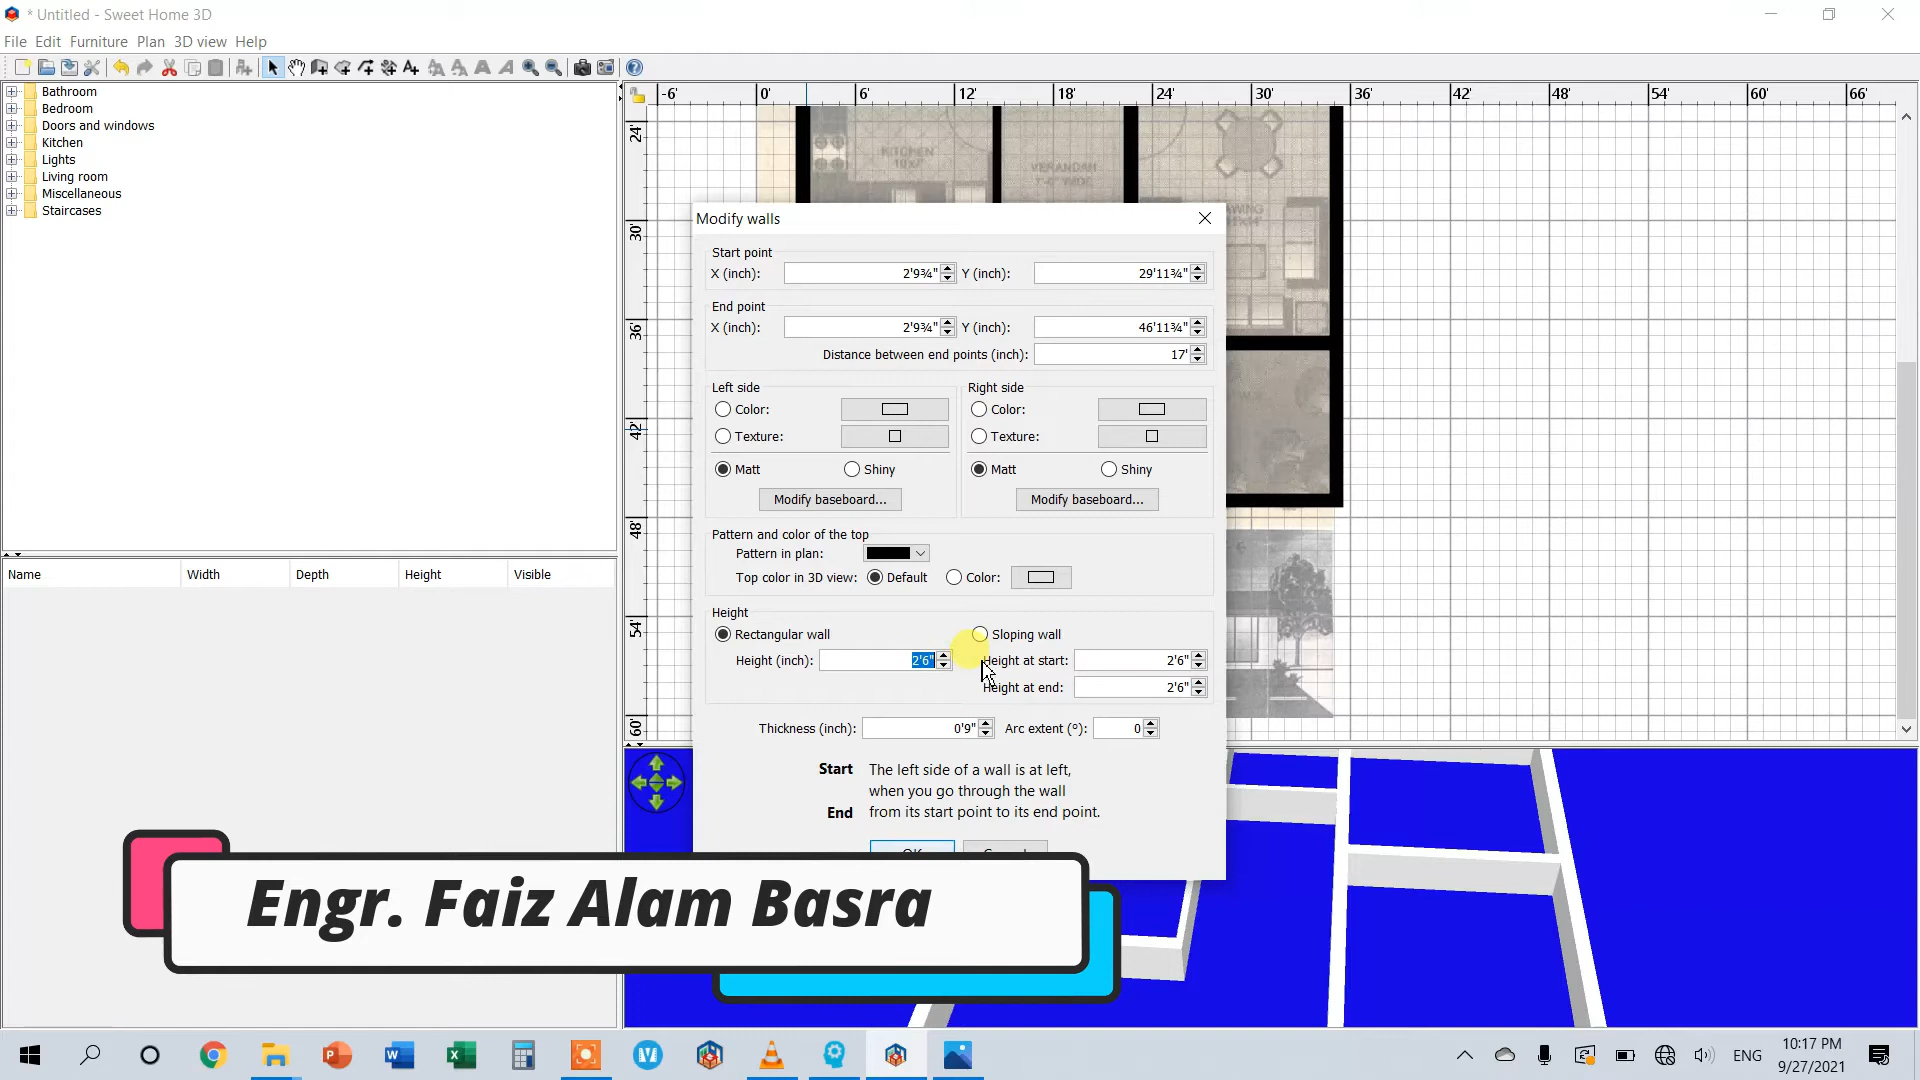 * Untitled - Sweet Home 3D
File Edit Furniture Plan 3D view Help
Bathroom
Bedroom
Doors and windows
Kitchen
Lights
Living room
Miscellaneous
Staircases
Name Width Depth Height Visible
-6' 0' 6' 12' 18' 24' 30' 36' 42' 48' 54' 60' 66'
24'
30'
36'
42'
48'
54'
60'
KITCHEN
VERANDAH
Modify walls
Start point
X (inch): 2'9¾" Y (inch): 29'11¾"
End point
X (inch): 2'9¾" Y (inch): 46'11¾"
Distance between end points (inch): 17'
Left side Right side
Color: Color:
Texture: Texture:
Matt Shiny Matt Shiny
Modify baseboard... Modify baseboard...
Pattern and color of the top
Pattern in plan:
Top color in 3D view: Default Color:
Height
Rectangular wall Sloping wall
Height (inch): 2'6" Height at start: 2'6"
Height at end: 2'6"
Thickness (inch): 0'9" Arc extent (°): 0
Start The left side of a wall is at left,
when you go through the wall
End from its start point to its end point.
Engr. Faiz Alam Basra
ENG
10:17 PM
9/27/2021